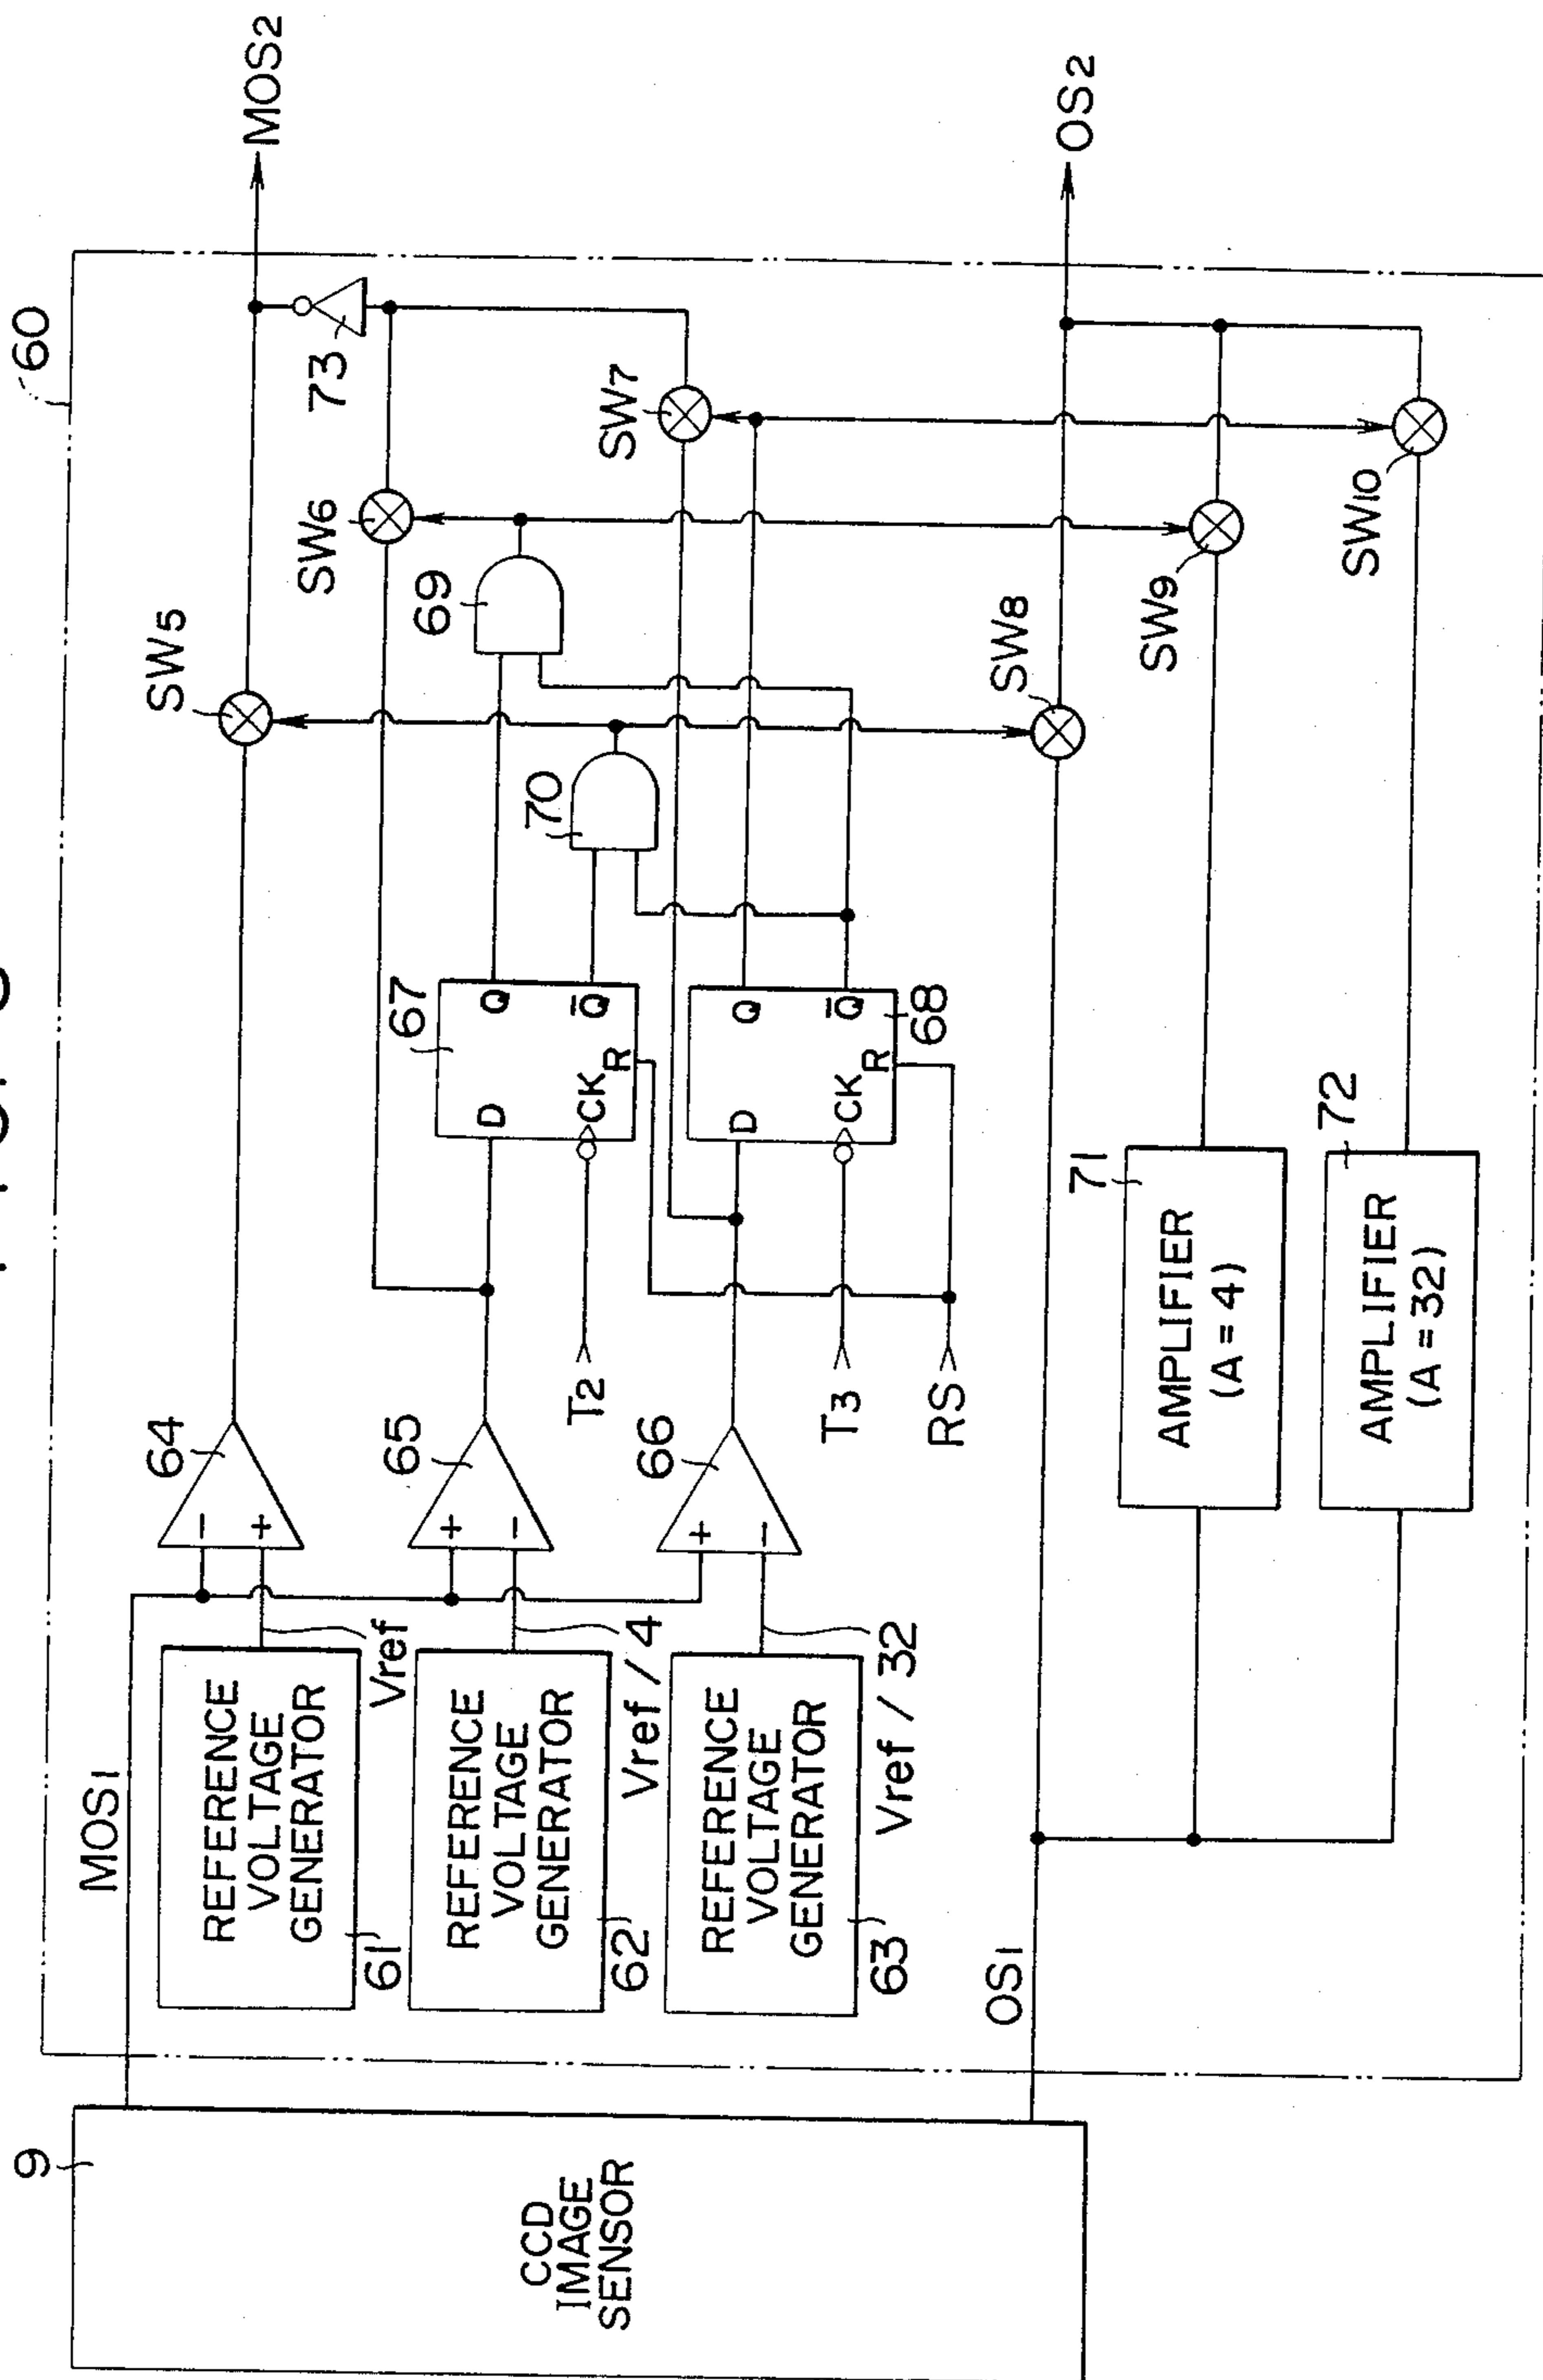 60
9
CCD
IMAGE
SENSOR
MOS1
OS1
REFERENCE
VOLTAGE
GENERATOR
61
Vref
REFERENCE
VOLTAGE
GENERATOR
62
Vref / 4
REFERENCE
VOLTAGE
GENERATOR
63
Vref / 32
64
-
+
65
+
-
66
+
-
T2
T3
RS
67
D
Q
Q̅
CK
R
68
D
Q
Q̅
CK
R
69
70
71
AMPLIFIER
(A = 4)
72
AMPLIFIER
(A = 32)
SW5
SW6
SW7
SW8
SW9
SW10
73
MOS2
OS2